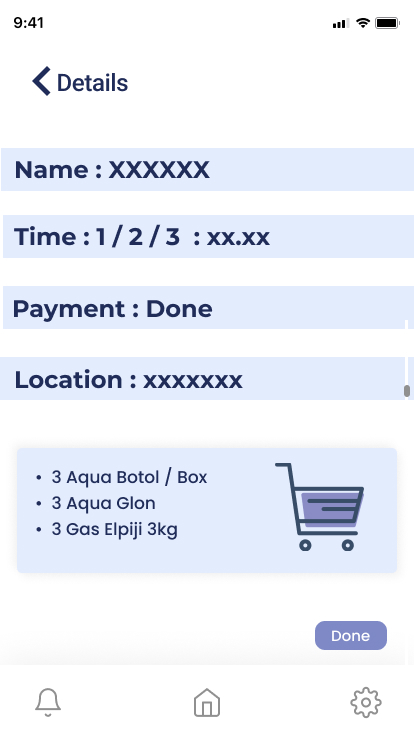 9:41
Details
Name : XXXXXX
Time : 1 / 2 / 3 : xx.xx
Payment : Done
Location : xxxxxxx
• 3 Aqua Botol / Box
• 3 Aqua Glon
• 3 Gas Elpiji 3kg
Done